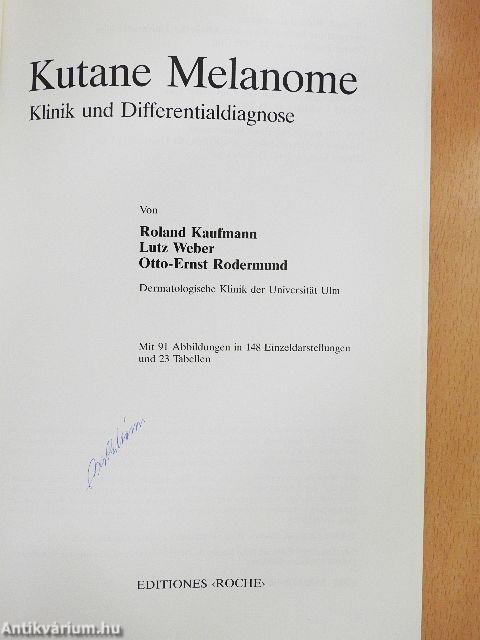 Kutane Melanome
Klinik und Differentialdiagnose
Von
Roland Kaufmann
Lutz Weber
Otto-Ernst Rodermund
Dermatologische Klinik der Universität Ulm
Mit 91 Abbildungen in 148 Einzeldarstellungen
und 23 Tabellen
EDITIONES ‹ROCHE›
Antikvárium.hu